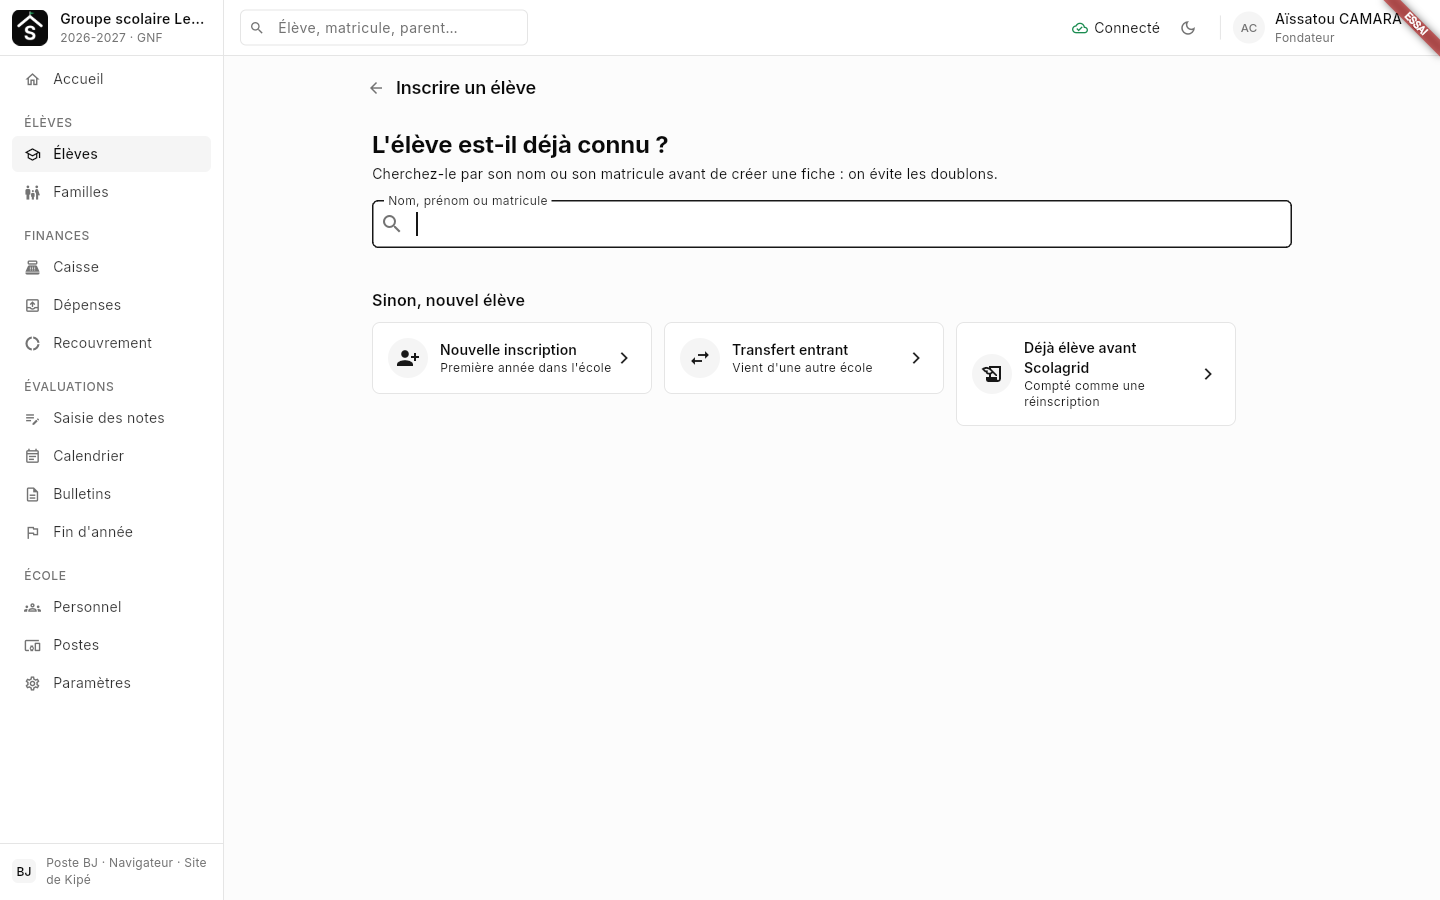 Groupe scolaire Le...
2026-2027 · GNF
Élève, matricule, parent...
Connecté
AC
Aïssatou CAMARA
Fondateur
ESSAI
Accueil
ÉLÈVES
Élèves
Familles
FINANCES
Caisse
Dépenses
Recouvrement
ÉVALUATIONS
Saisie des notes
Calendrier
Bulletins
Fin d'année
ÉCOLE
Personnel
Postes
Paramètres
BJ
Poste BJ · Navigateur · Site
de Kipé
Inscrire un élève
L'élève est-il déjà connu ?
Cherchez-le par son nom ou son matricule avant de créer une fiche : on évite les doublons.
Nom, prénom ou matricule
Sinon, nouvel élève
Nouvelle inscription
Première année dans l'école
Transfert entrant
Vient d'une autre école
Déjà élève avant
Scolagrid
Compté comme une
réinscription